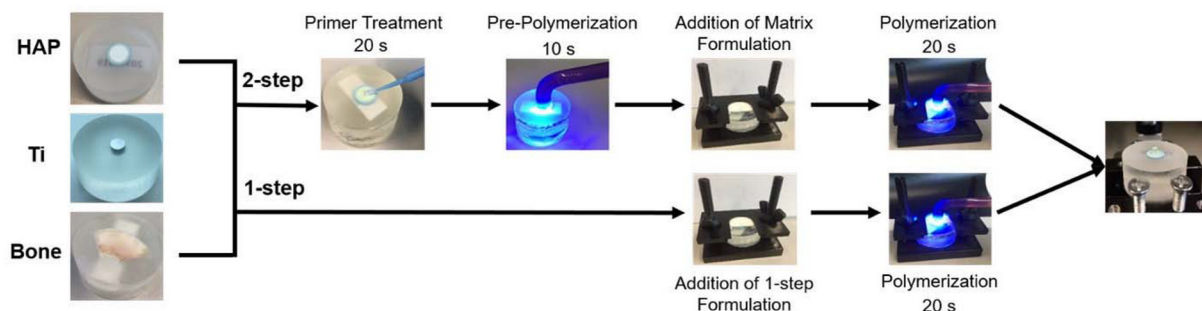 HAP
Ti
Bone
2-step
1-step
Primer Treatment
20 s
Pre-Polymerization
10 s
Addition of Matrix
Formulation
Polymerization
20 s
Addition of 1-step
Formulation
Polymerization
20 s